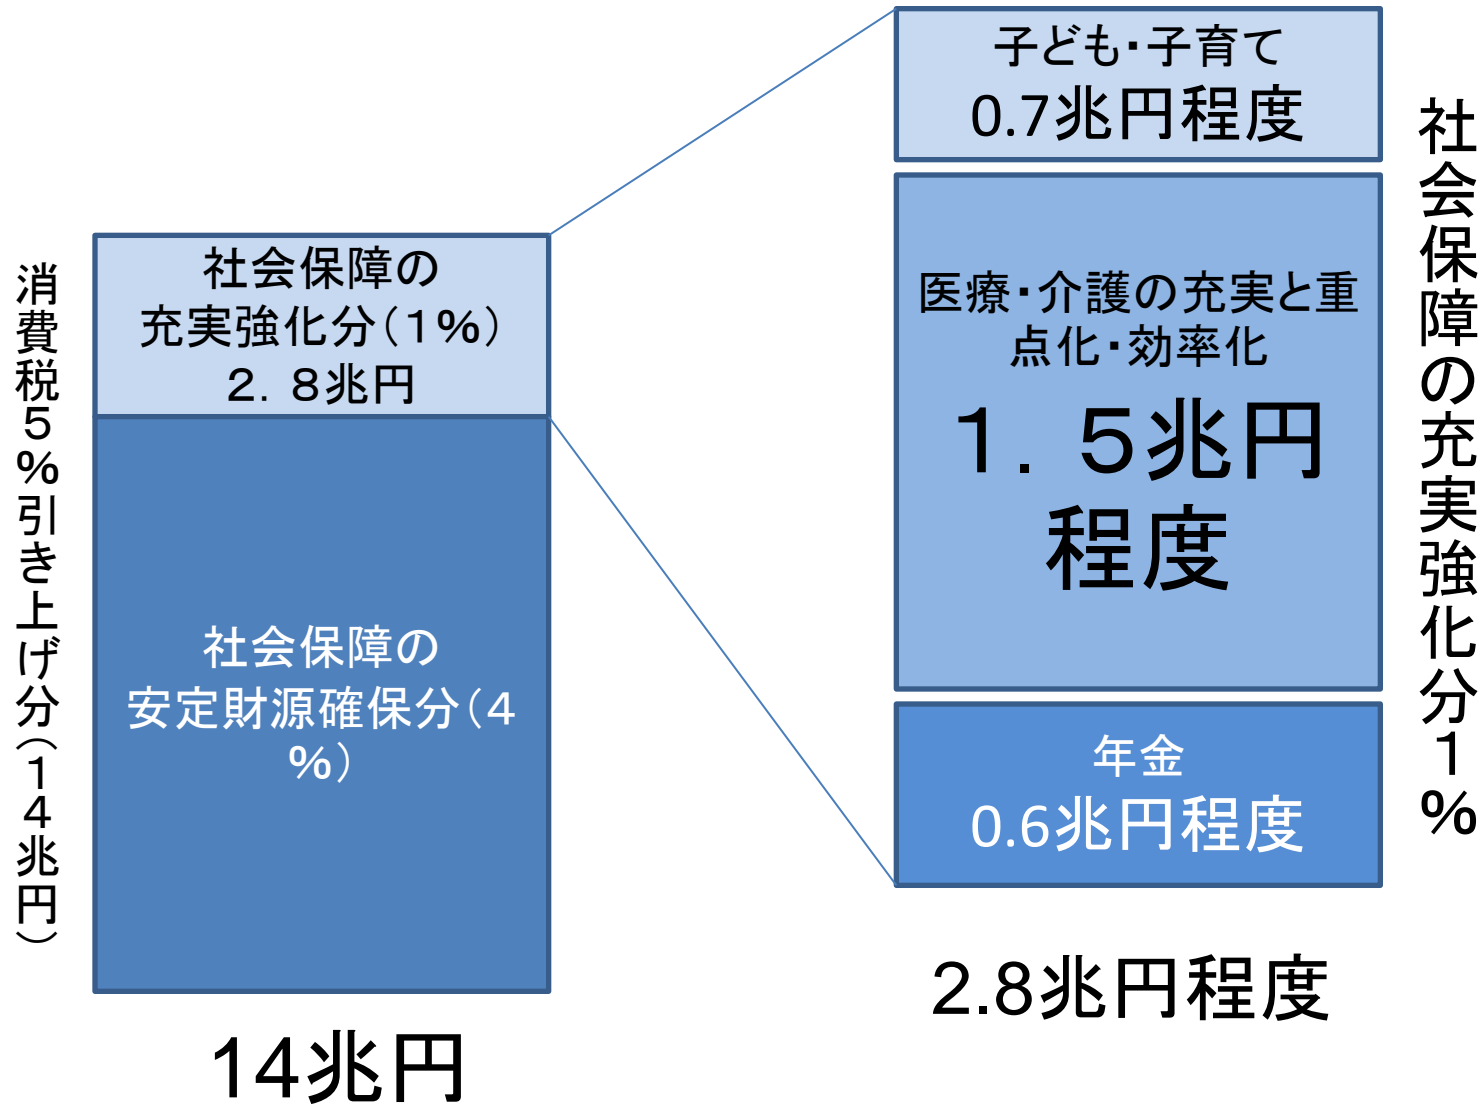 消費税5%引き上げ分(14兆円)
社会保障の
充実強化分(1%)
2.8兆円
社会保障の
安定財源確保分(4
%)
14兆円
子ども・子育て
0.7兆円程度
医療・介護の充実と重
点化・効率化
1.5兆円
程度
年金
0.6兆円程度
2.8兆円程度
社会保障の充実強化分1%